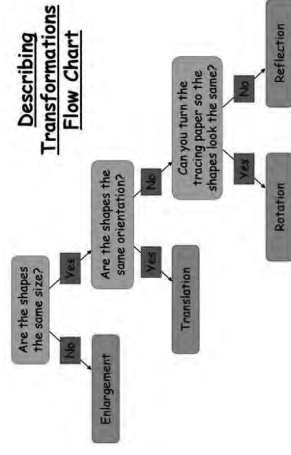 Describing
Transformations
Flow Chart
Are the shapes
the same size?
No
Yes
Enlargement
Are the shapes the
same orientation?
Yes
No
Translation
Can you turn the
tracing paper so the
shapes look the same?
Yes
No
Rotation
Reflection